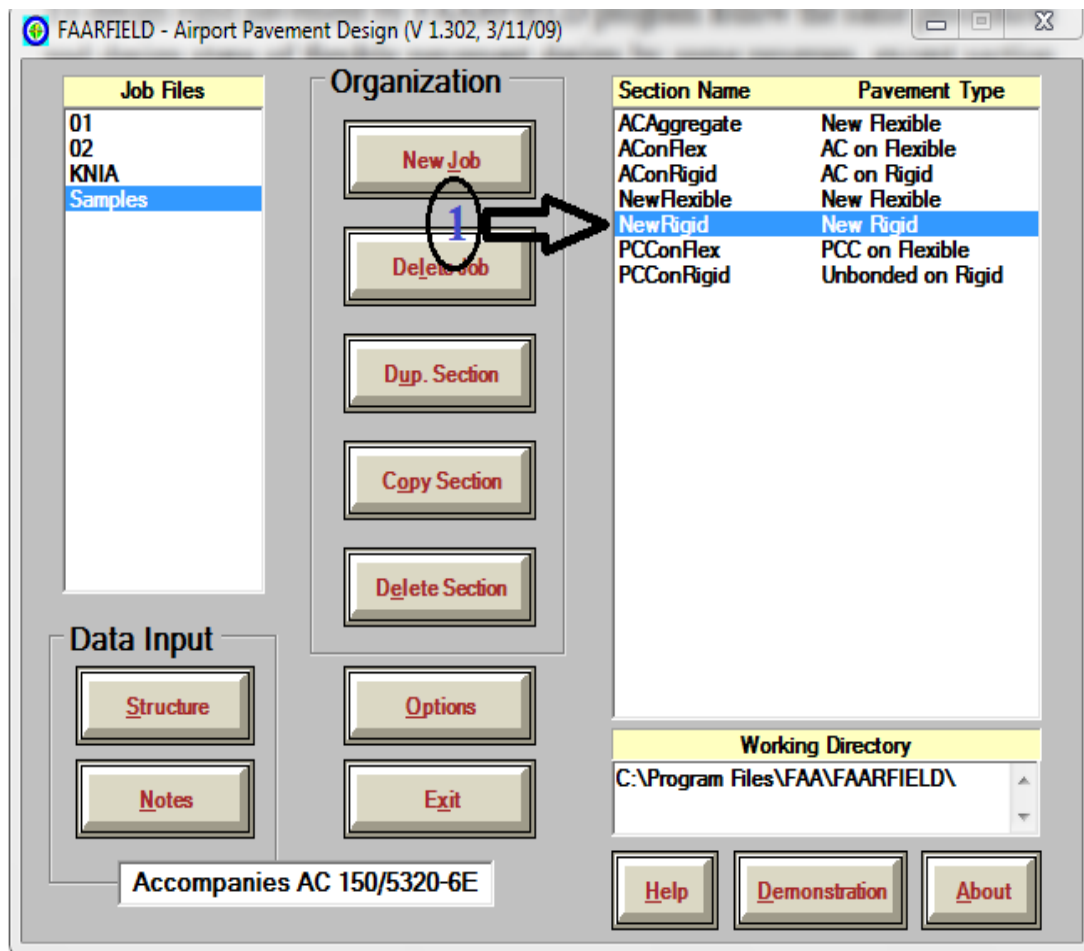 FAARFIELD - Airport Pavement Design (V 1.302, 3/11/09)
Job Files
01
02
KNIA
Samples
Organization
New Job
1
Delete Job
Dup. Section
Copy Section
Delete Section
Section Name Pavement Type
ACAggregate New Flexible
AConFlex AC on Flexible
AConRigid AC on Rigid
NewFlexible New Flexible
NewRigid New Rigid
PCConFlex PCC on Flexible
PCConRigid Unbonded on Rigid
Data Input
Structure
Notes
Options
Exit
Working Directory
C:\Program Files\FAA\FAARFIELD\
Accompanies AC 150/5320-6E
Help
Demonstration
About